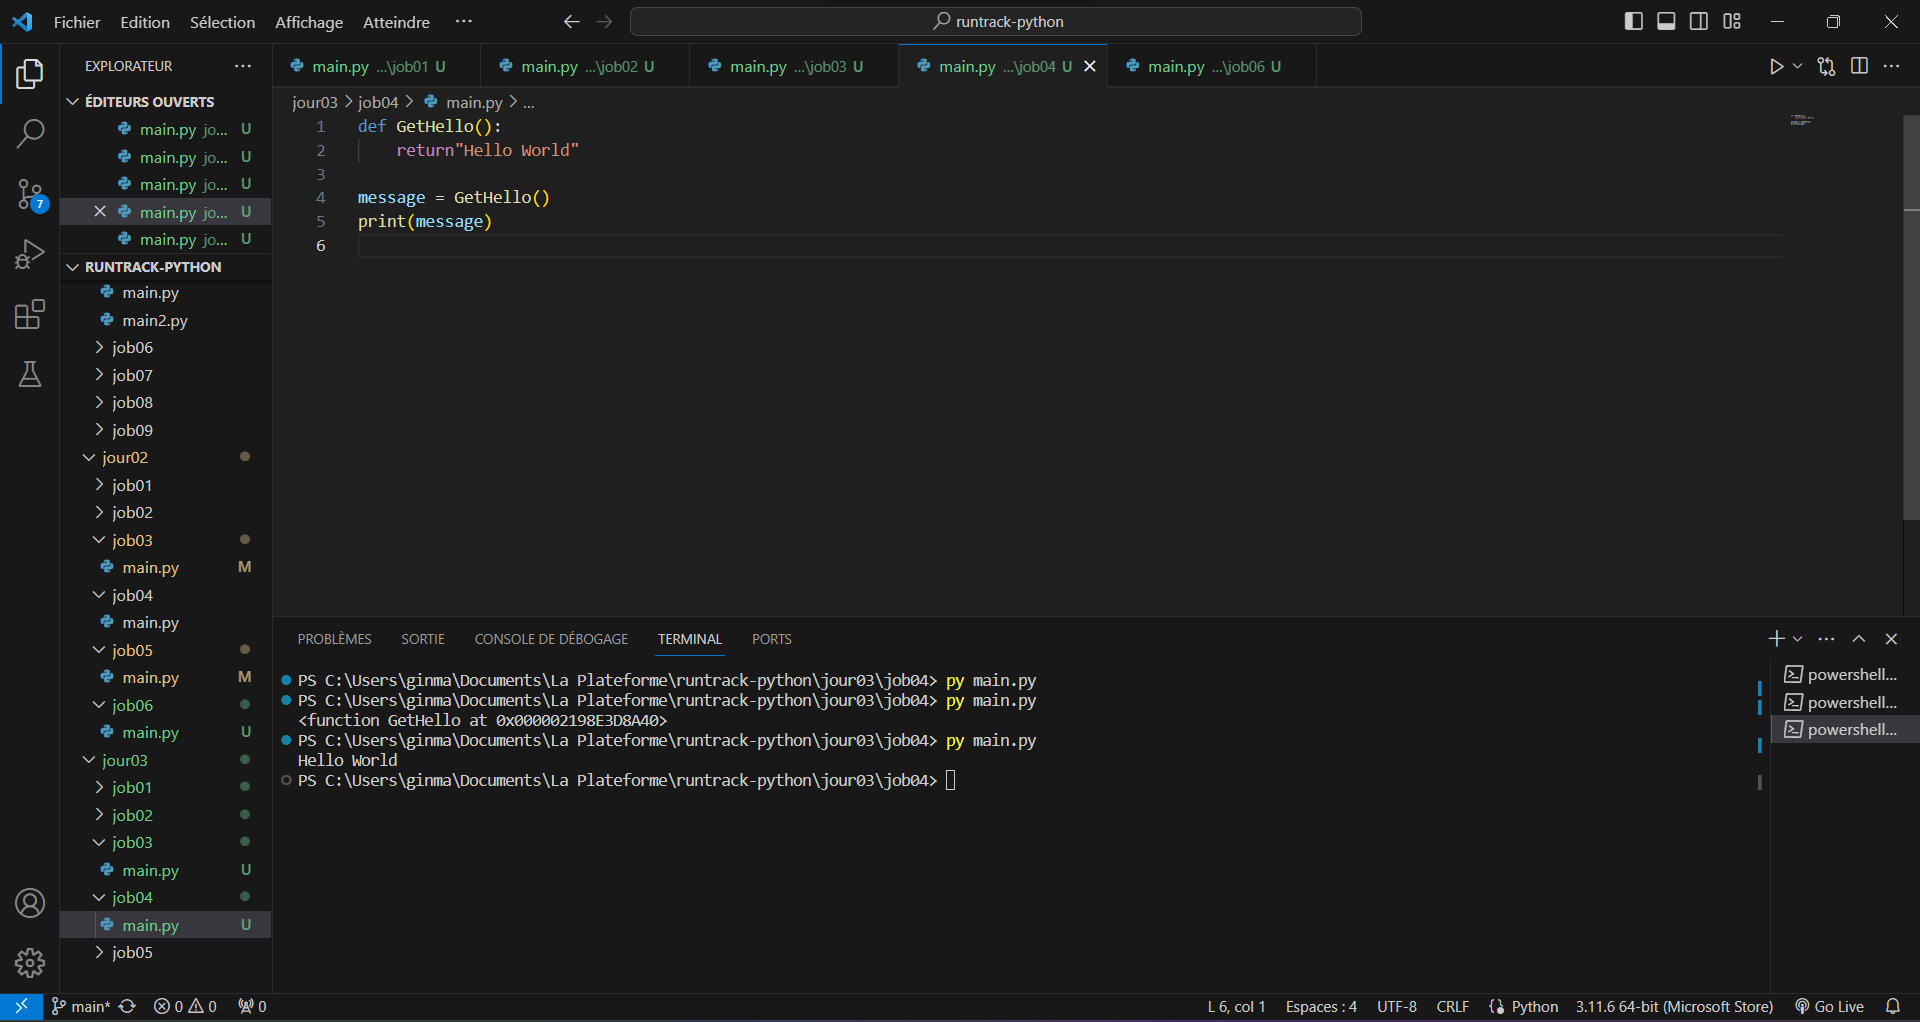 Fichier Edition Sélection Affichage Atteindre ··· runtrack-python
EXPLORATEUR ···
ÉDITEURS OUVERTS
main.py jo... U
main.py jo... U
main.py jo... U
main.py jo... U
main.py jo... U
RUNTRACK-PYTHON
main.py
main2.py
job06
job07
job08
job09
jour02
job01
job02
job03
main.py M
job04
main.py
job05
main.py M
job06
main.py U
jour03
job01
job02
job03
main.py U
job04
main.py U
job05
7
main.py ...\job01 U main.py ...\job02 U main.py ...\job03 U main.py ...\job04 U main.py ...\job06 U
jour03 > job04 > main.py > ...
1 def GetHello():
2 return"Hello World"
3
4 message = GetHello()
5 print(message)
6
PROBLÈMES SORTIE CONSOLE DE DÉBOGAGE TERMINAL PORTS
PS C:\Users\ginma\Documents\La Plateforme\runtrack-python\jour03\job04> py main.py
PS C:\Users\ginma\Documents\La Plateforme\runtrack-python\jour03\job04> py main.py
<function GetHello at 0x000002198E3D8A40>
PS C:\Users\ginma\Documents\La Plateforme\runtrack-python\jour03\job04> py main.py
Hello World
PS C:\Users\ginma\Documents\La Plateforme\runtrack-python\jour03\job04>
powershell...
powershell...
powershell...
main* 0 0 0 L 6, col 1 Espaces : 4 UTF-8 CRLF Python 3.11.6 64-bit (Microsoft Store) Go Live